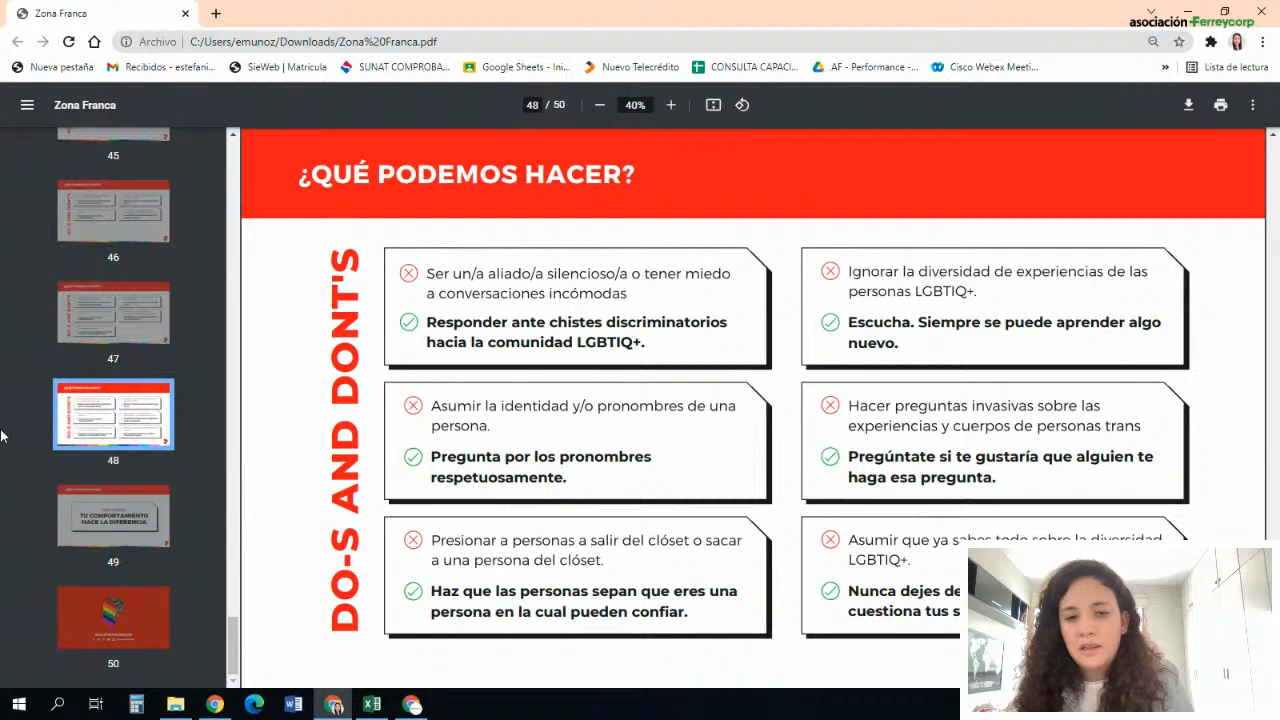 Zona Franca
asociación Ferreycorp
Archivo C:/Users/emunoz/Downloads/Zona%20Franca.pdf
Nueva pestaña
Recibidos - estefani...
SieWeb | Matricula
SUNAT COMPROBA...
Google Sheets - Ini...
Nuevo Telecrédito
CONSULTA CAPACI...
AF - Performance -...
Cisco Webex Meeti...
»
Lista de lectura
Zona Franca
48 / 50
40%
45
46
47
48
TU COMPORTAMIENTO
HACE LA DIFERENCIA
49
50
¿QUÉ PODEMOS HACER?
DO-S AND DONT'S
Ser un/a aliado/a silencioso/a o tener miedo
a conversaciones incómodas
Responder ante chistes discriminatorios
hacia la comunidad LGBTIQ+.
Ignorar la diversidad de experiencias de las
personas LGBTIQ+.
Escucha. Siempre se puede aprender algo
nuevo.
Asumir la identidad y/o pronombres de una
persona.
Pregunta por los pronombres
respetuosamente.
Hacer preguntas invasivas sobre las
experiencias y cuerpos de personas trans
Pregúntate si te gustaría que alguien te
haga esa pregunta.
Presionar a personas a salir del clóset o sacar
a una persona del clóset.
Haz que las personas sepan que eres una
persona en la cual pueden confiar.
Asumir que ya sabes todo sobre la diversidad
LGBTIQ+.
Nunca dejes de
cuestiona tus s